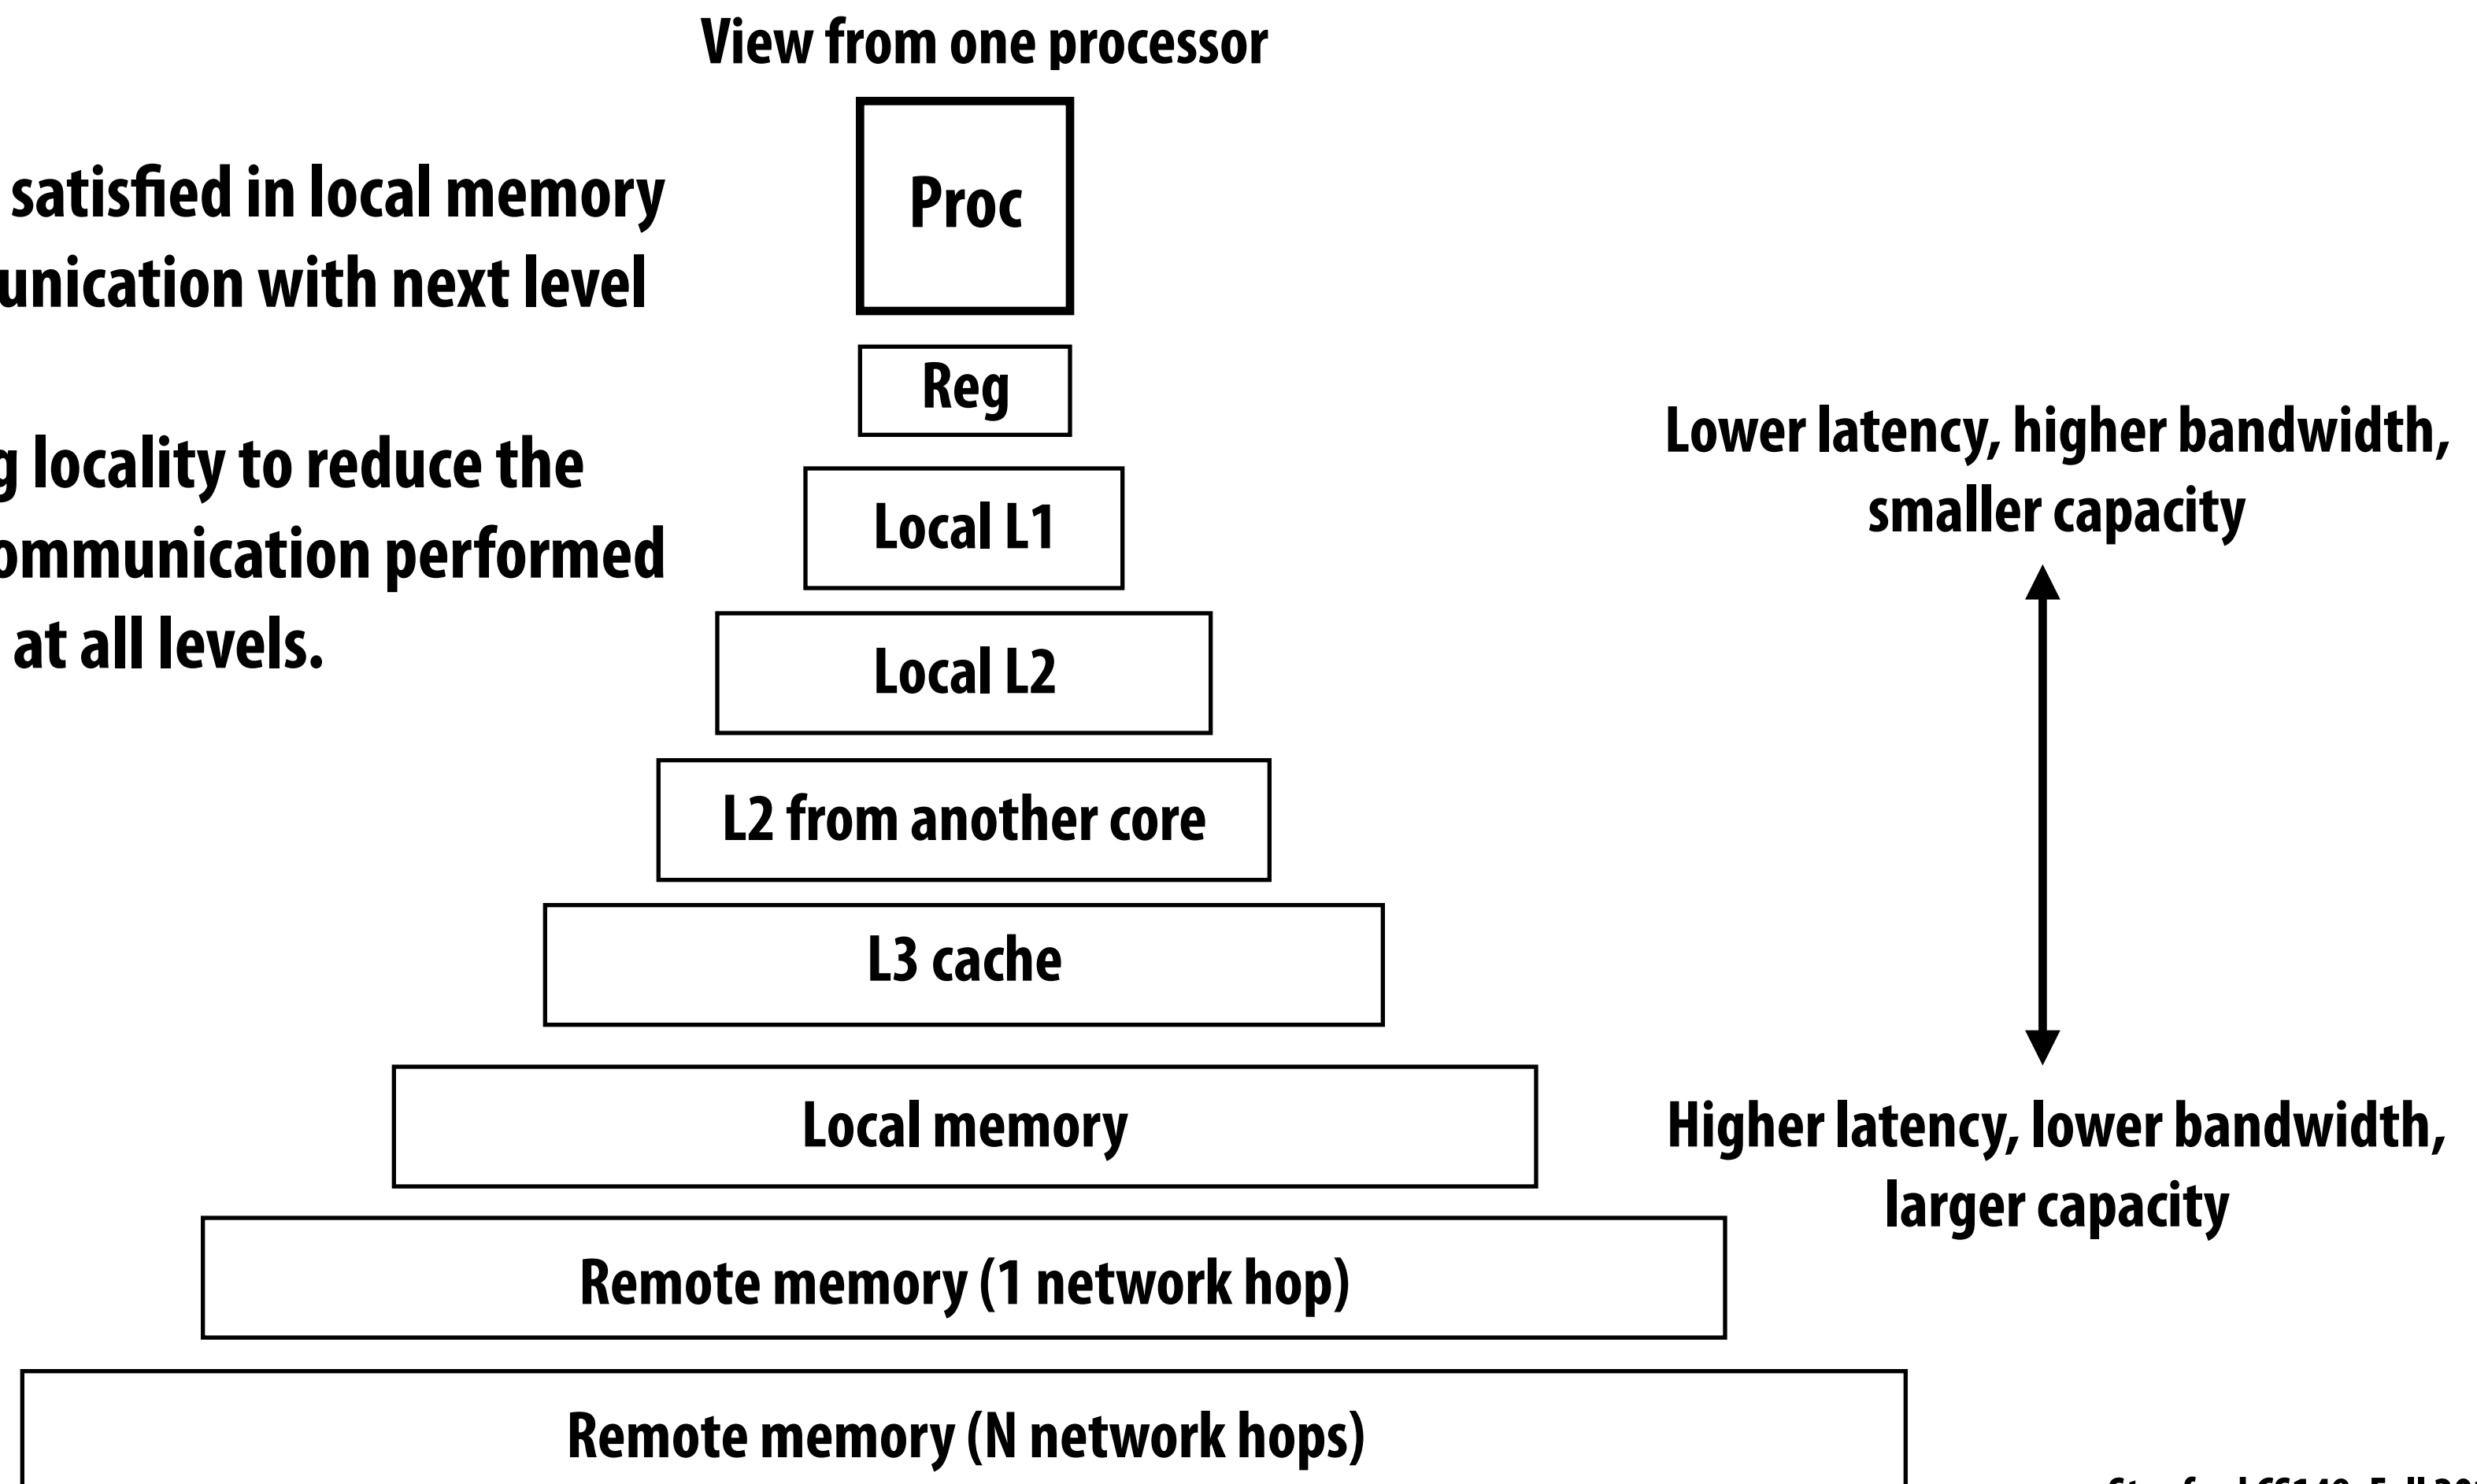 View from one processor
satisfied in local memory
unication with next level
locality to reduce the
ommunication performed
at all levels.
Proc
Reg
Local L1
Local L2
L2 from another core
L3 cache
Local memory
Remote memory (1 network hop)
Remote memory (N network hops)
Lower latency, higher bandwidth,
smaller capacity
Higher latency, lower bandwidth,
larger capacity